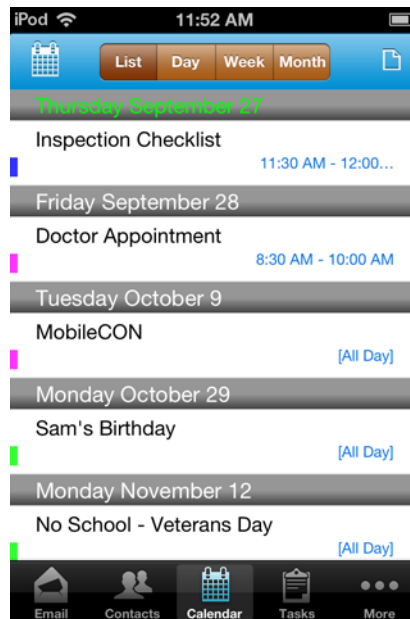 iPod 11:52 AM
List Day Week Month
Thursday September 27
Inspection Checklist
11:30 AM - 12:00...
Friday September 28
Doctor Appointment
8:30 AM - 10:00 AM
Tuesday October 9
MobileCON
[All Day]
Monday October 29
Sam's Birthday
[All Day]
Monday November 12
No School - Veterans Day
[All Day]
Email Contacts Calendar Tasks More